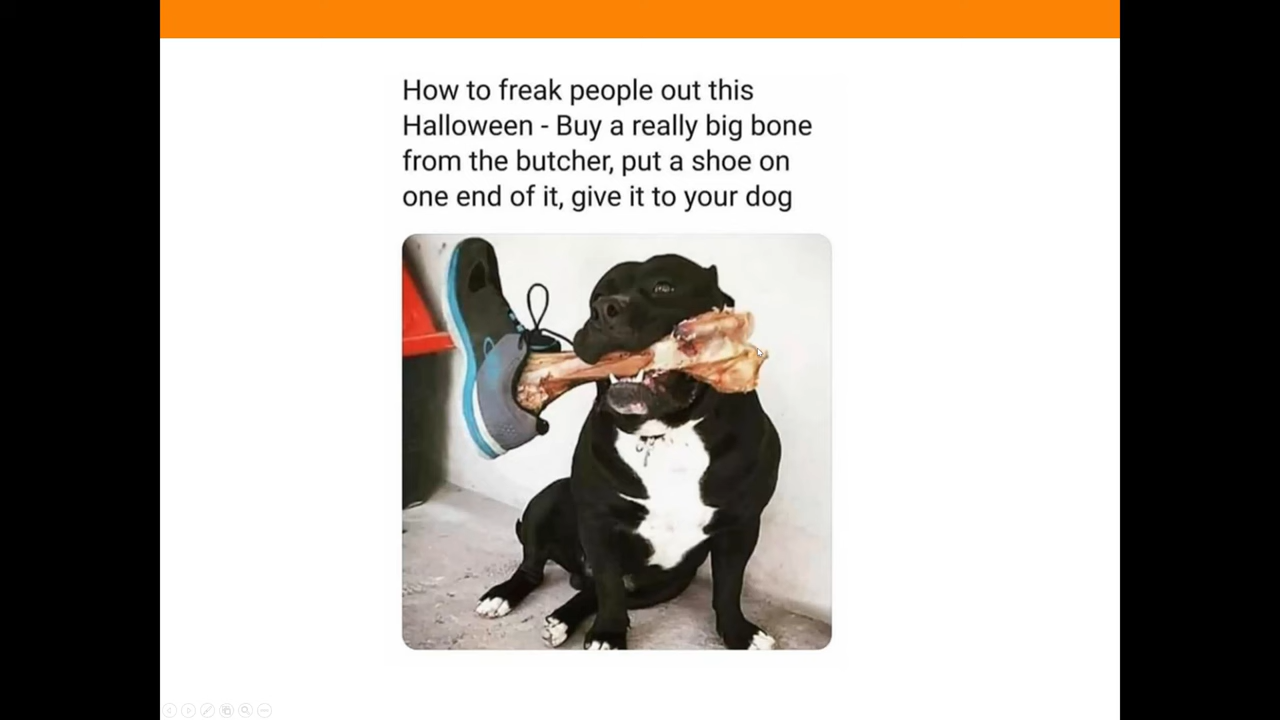 How to freak people out this
Halloween - Buy a really big bone
from the butcher, put a shoe on
one end of it, give it to your dog